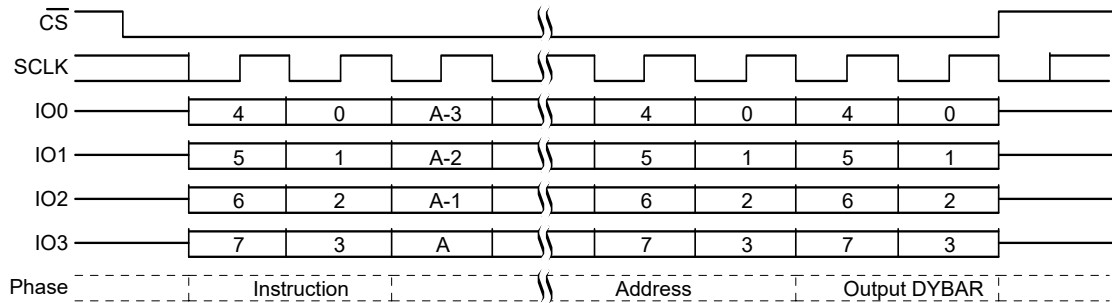 CS
SCLK
IO0 4 0 A-3 4 0 4 0
IO1 5 1 A-2 5 1 5 1
IO2 6 2 A-1 6 2 6 2
IO3 7 3 A 7 3 7 3
Phase Instruction Address Output DYBAR